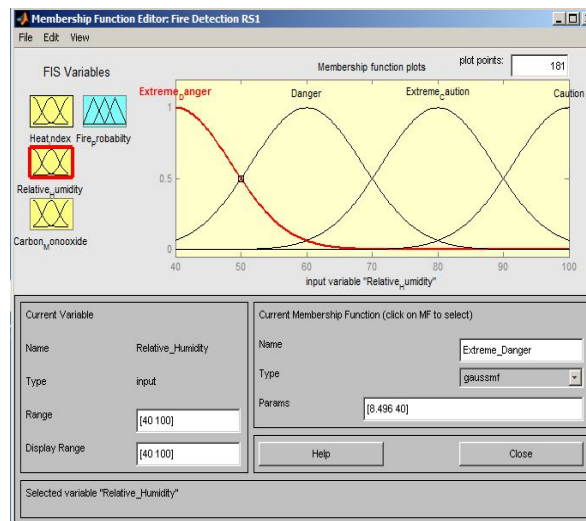 Membership Function Editor: Fire Detection RS1
File Edit View
FIS Variables
Membership function plots
plot points: 181
Heat_Index Fire_Probabilty
Relative_Humidity
Carbon_Monooxide
Extreme_Danger Danger Extreme_Caution Caution
1
0.5
0
40 50 60 70 80 90 100
input variable "Relative_Humidity"
Current Variable
Name Relative_Humidity
Type input
Range [40 100]
Display Range [40 100]
Current Membership Function (click on MF to select)
Name Extreme_Danger
Type gaussmf
Params [8.496 40]
Help Close
Selected variable "Relative_Humidity"